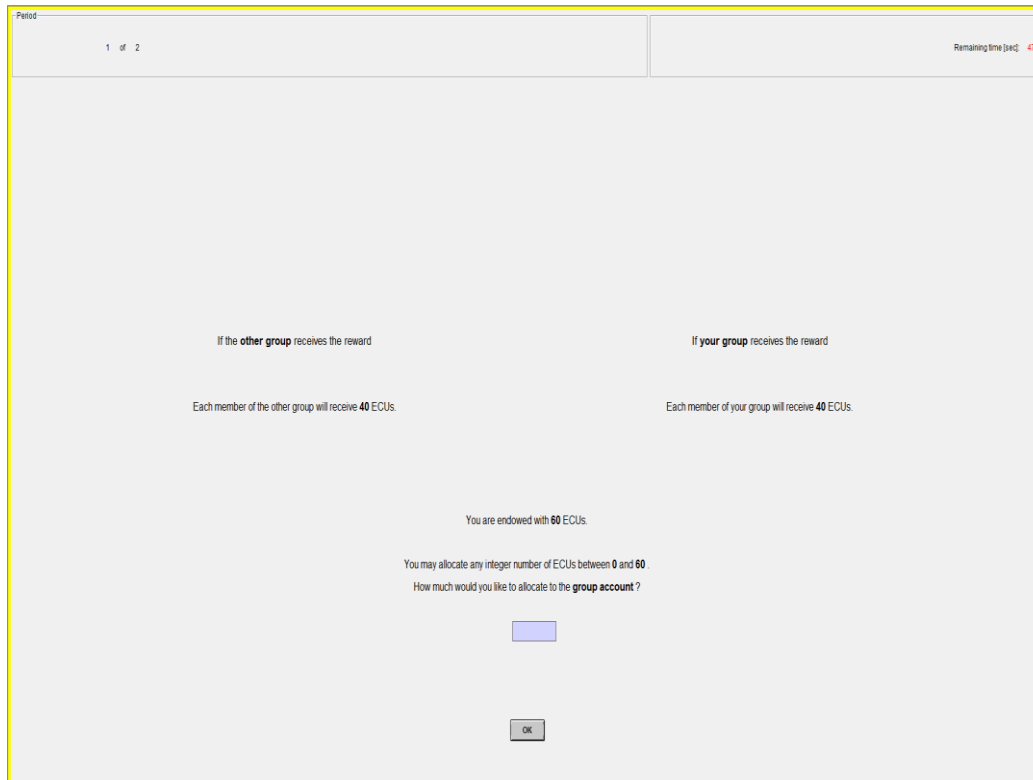 Period
1 of 2
Remaining time [sec]:
If the other group receives the reward
If your group receives the reward
Each member of the other group will receive 40 ECUs.
Each member of your group will receive 40 ECUs.
You are endowed with 60 ECUs.
You may allocate any integer number of ECUs between 0 and 60 .
How much would you like to allocate to the group account ?
OK